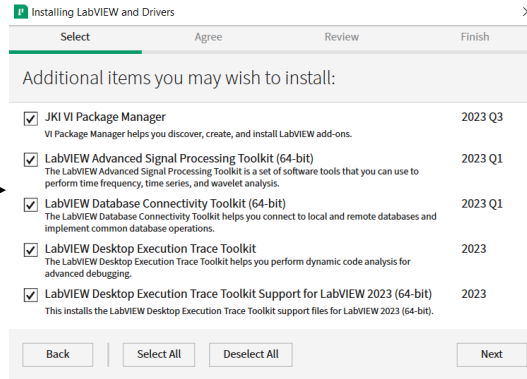 Installing LabVIEW and Drivers
Select Agree Review Finish
Additional items you may wish to install:
JKI VI Package Manager 2023 Q3
VI Package Manager helps you discover, create, and install LabVIEW add-ons.
LabVIEW Advanced Signal Processing Toolkit (64-bit) 2023 Q1
The LabVIEW Advanced Signal Processing Toolkit is a set of software tools that you can use to
perform time frequency, time series, and wavelet analysis.
LabVIEW Database Connectivity Toolkit (64-bit) 2023 Q1
The LabVIEW Database Connectivity Toolkit helps you connect to local and remote databases and
implement common database operations.
LabVIEW Desktop Execution Trace Toolkit 2023
The LabVIEW Desktop Execution Trace Toolkit helps you perform dynamic code analysis for
advanced debugging.
LabVIEW Desktop Execution Trace Toolkit Support for LabVIEW 2023 (64-bit) 2023
This installs the LabVIEW Desktop Execution Trace Toolkit support files for LabVIEW 2023 (64-bit).
Back Select All Deselect All Next